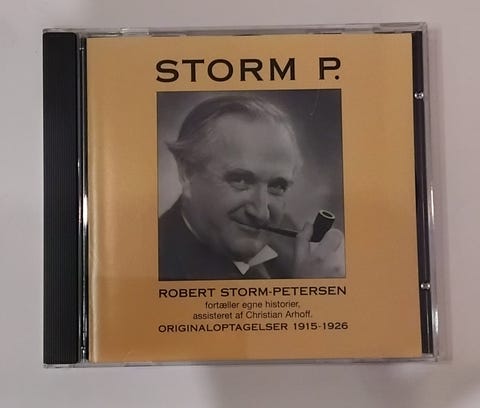 STORM P.
ROBERT STORM-PETERSEN
fortæller egne historier,
assisteret af Christian Arhoff.
ORIGINALOPTAGELSER 1915-1926